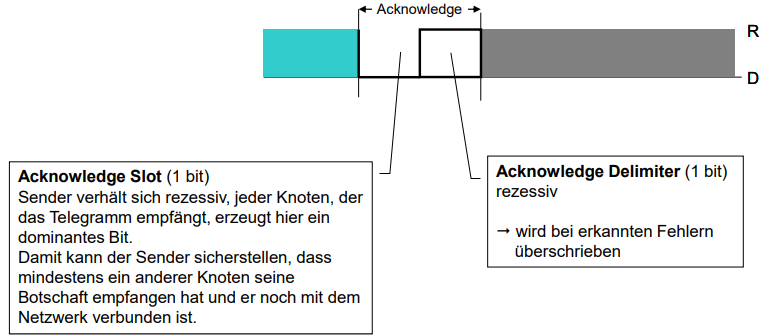 Acknowledge
R
D
Acknowledge Slot (1 bit)
Sender verhält sich rezessiv, jeder Knoten, der
das Telegramm empfängt, erzeugt hier ein
dominantes Bit.
Damit kann der Sender sicherstellen, dass
mindestens ein anderer Knoten seine
Botschaft empfangen hat und er noch mit dem
Netzwerk verbunden ist.
Acknowledge Delimiter (1 bit)
rezessiv
→ wird bei erkannten Fehlern
überschrieben